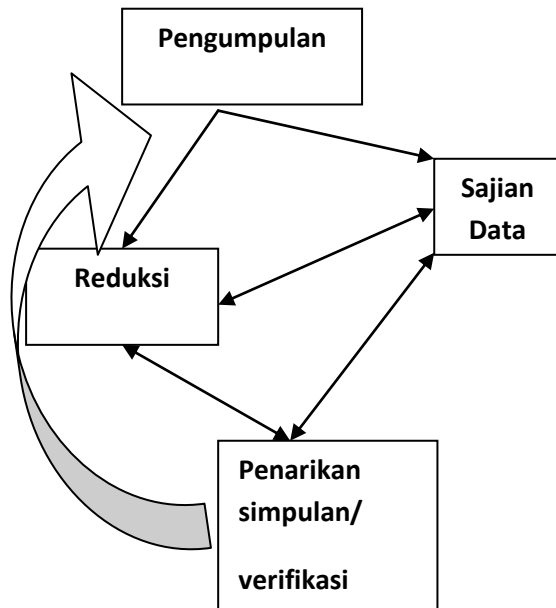 Pengumpulan
Sajian
Data
Reduksi
Penarikan
simpulan/
verifikasi